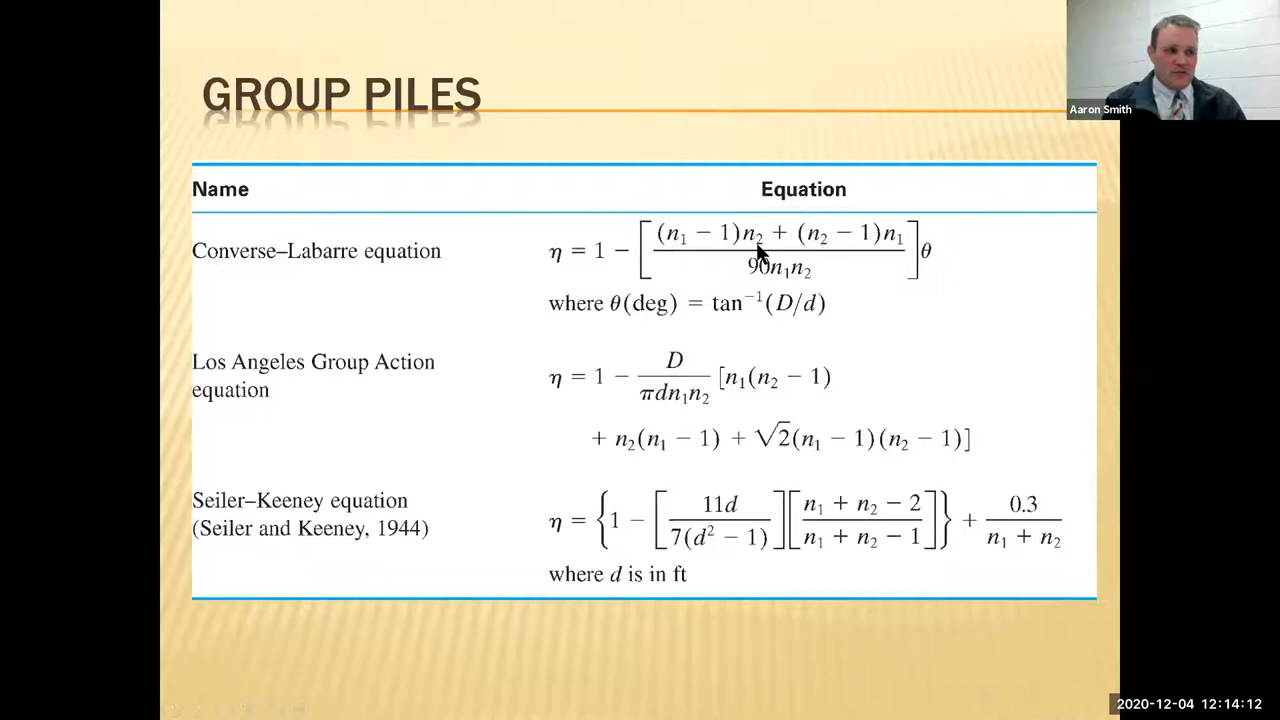 GROUP PILES
Aaron Smith
Name Equation
Converse–Labarre equation η = 1 − [((n₁ − 1)n₂ + (n₂ − 1)n₁) / (90n₁n₂)]θ
where θ(deg) = tan⁻¹(D/d)
Los Angeles Group Action
equation
η = 1 − D/(πdn₁n₂) [n₁(n₂ − 1)
+ n₂(n₁ − 1) + √2(n₁ − 1)(n₂ − 1)]
Seiler–Keeney equation
(Seiler and Keeney, 1944)
η = {1 − [11d / (7(d² − 1))][(n₁ + n₂ − 2) / (n₁ + n₂ − 1)]} + 0.3 / (n₁ + n₂)
where d is in ft
2020-12-04 12:14:12